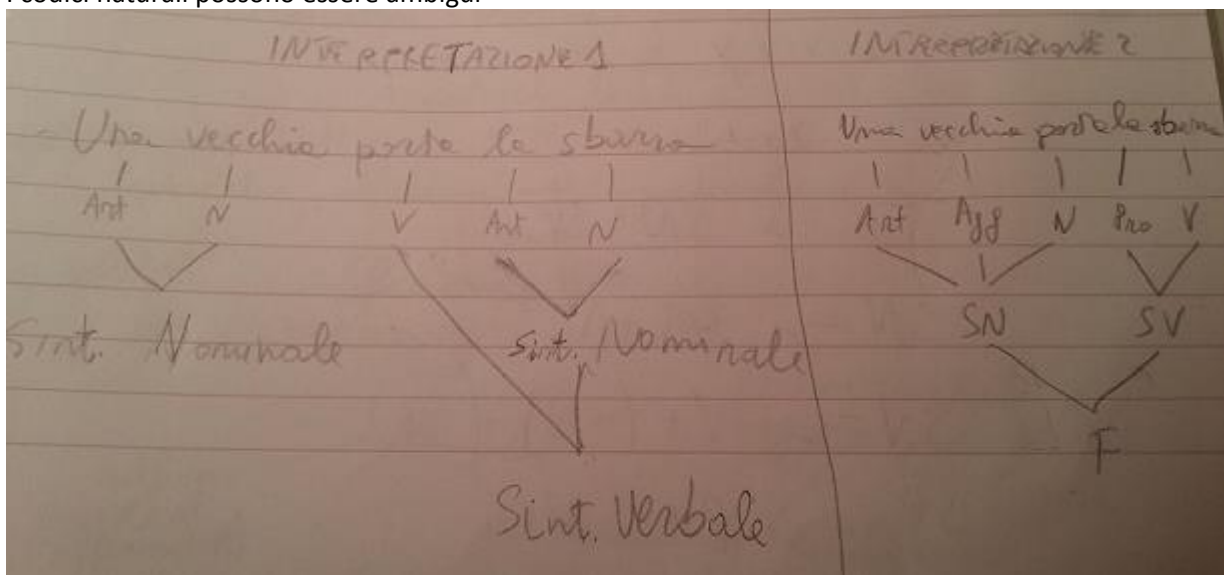 I codici naturali possono essere ambigui
INTERPRETAZIONE 1
Una vecchia porta la sbarra
Art N V Art N
Sint. Nominale Sint. Nominale
Sint. Verbale
INTERPRETAZIONE 2
Una vecchia porta la sbarra
Art Agg N Pro V
SN SV
F